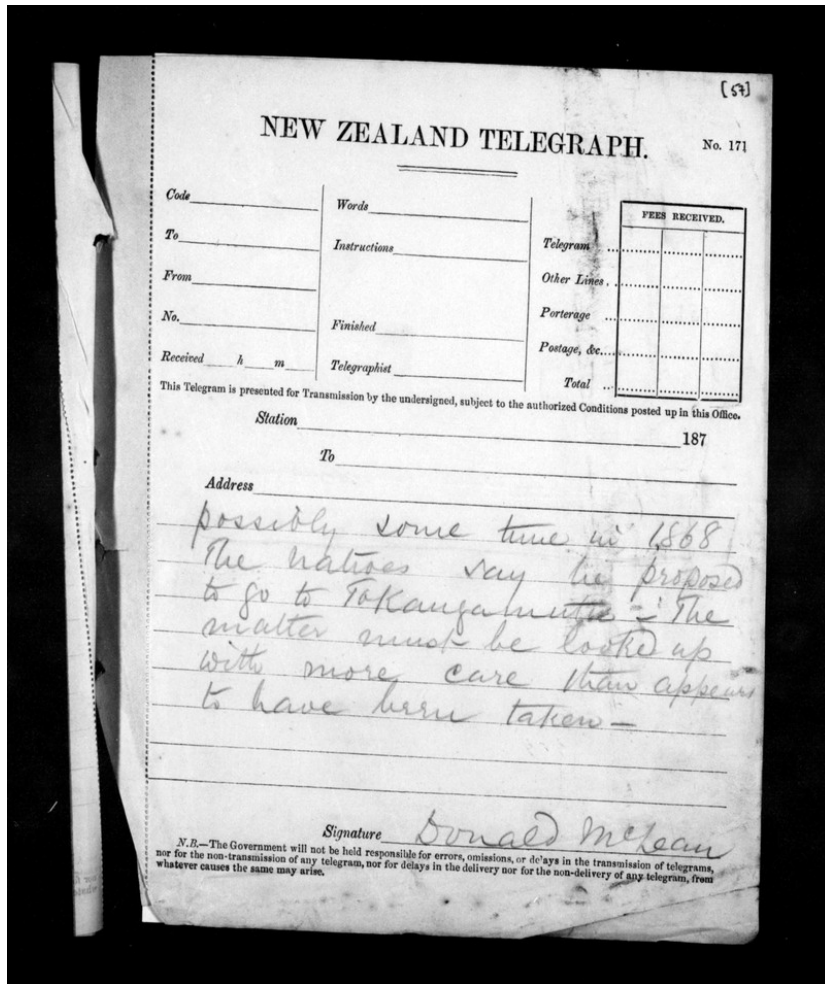 [57]
NEW ZEALAND TELEGRAPH.
No. 171
Code
To
From
No.
Received h m
Words
Instructions
Finished
Telegraphist
FEES RECEIVED.
Telegram
Other Lines
Porterage
Postage, &c.
Total
This Telegram is presented for Transmission by the undersigned, subject to the authorized Conditions posted up in this Office.
Station 187
To
Address
possibly some time in 1868
The natives say he proposed
to go to Tokangamutu = The
matter must be looked up
with more care than appears
to have been taken —
Signature Donald McLean
N.B.—The Government will not be held responsible for errors, omissions, or de'ays in the transmission of telegrams,
nor for the non-transmission of any telegram, nor for delays in the delivery nor for the non-delivery of any telegram, from
whatever causes the same may arise.